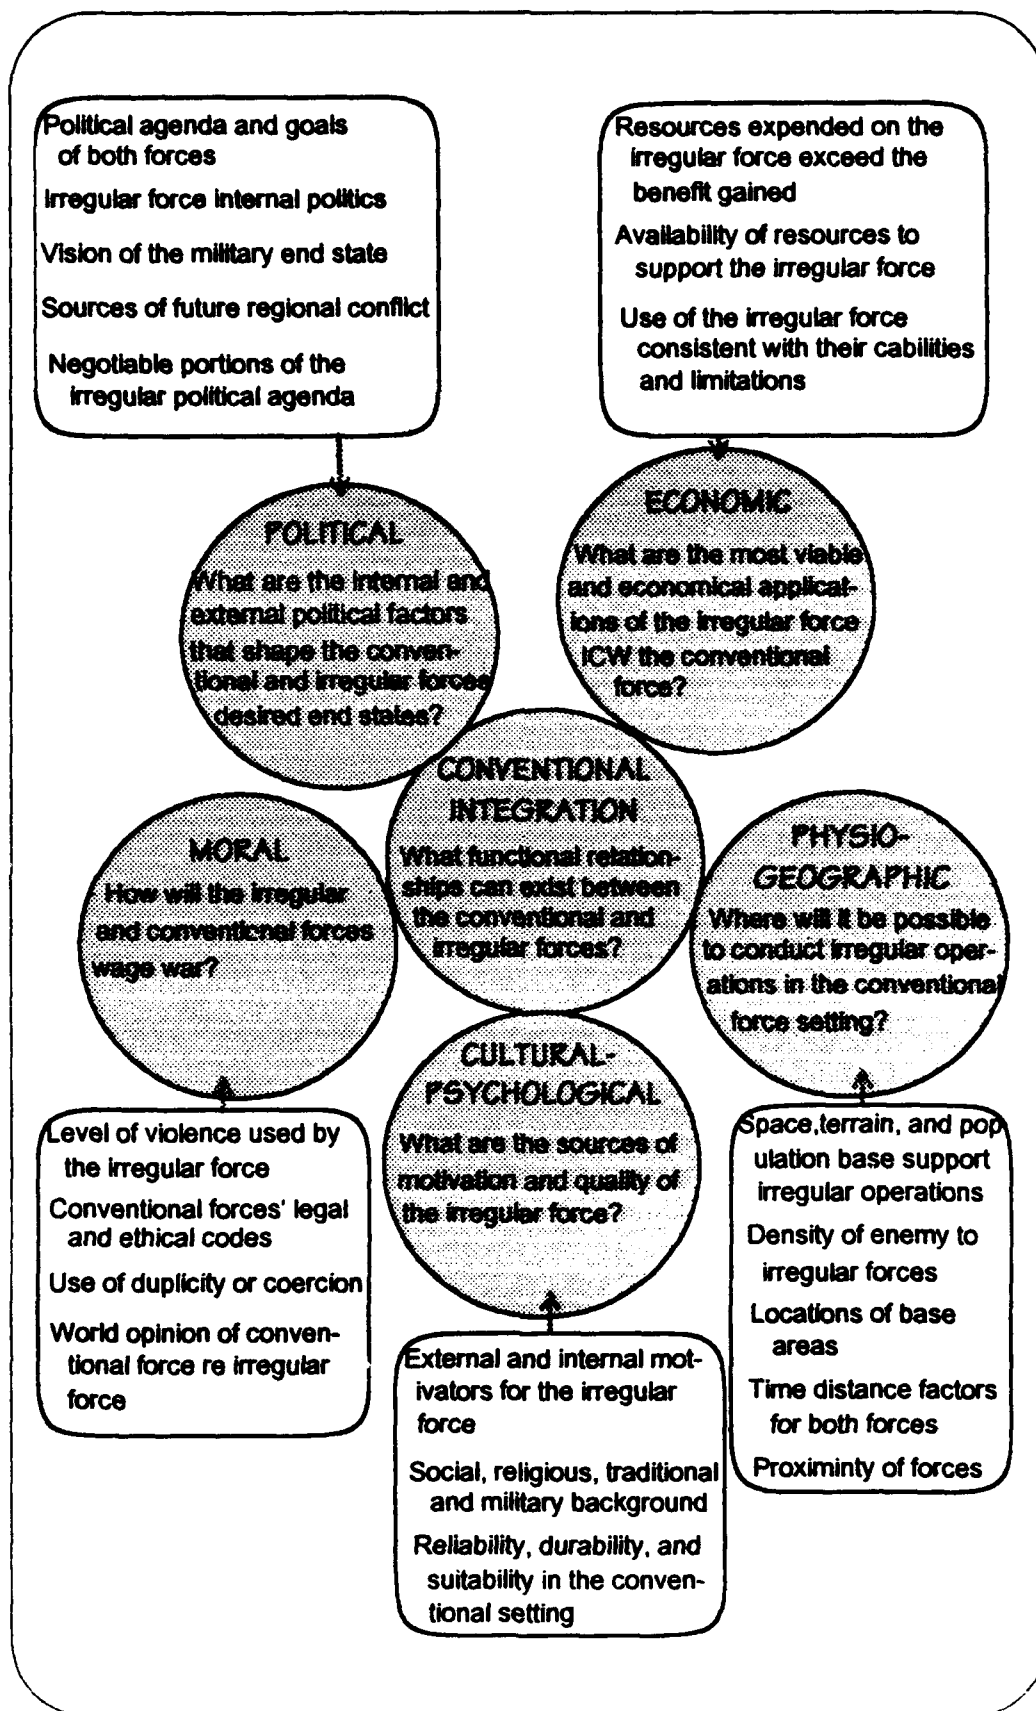 Political agenda and goals
of both forces
Irregular force internal politics
Vision of the military end state
Sources of future regional conflict
Negotiable portions of the
irregular political agenda
Resources expended on the
irregular force exceed the
benefit gained
Availability of resources to
support the irregular force
Use of the irregular force
consistent with their cabilities
and limitations
POLITICAL
What are the internal and
external political factors
that shape the conven-
tional and irregular forces
desired end states?
ECONOMIC
What are the most viable
and economical applicat-
ions of the irregular force
ICW the conventional
force?
CONVENTIONAL
INTEGRATION
What functional relation-
ships can exist between
the conventional and
irregular forces?
MORAL
How will the irregular
and conventional forces
wage war?
PHYSIO-
GEOGRAPHIC
Where will it be possible
to conduct irregular oper-
ations in the conventional
force setting?
CULTURAL-
PSYCHOLOGICAL
What are the sources of
motivation and quality of
the irregular force?
Level of violence used by
the irregular force
Conventional forces' legal
and ethical codes
Use of duplicity or coercion
World opinion of conven-
tional force re irregular
force
External and internal mot-
ivators for the irregular
force
Social, religious, traditional
and military background
Reliability, durability, and
suitability in the conven-
tional setting
Space,terrain, and pop
ulation base support
irregular operations
Density of enemy to
irregular forces
Locations of base
areas
Time distance factors
for both forces
Proximinty of forces